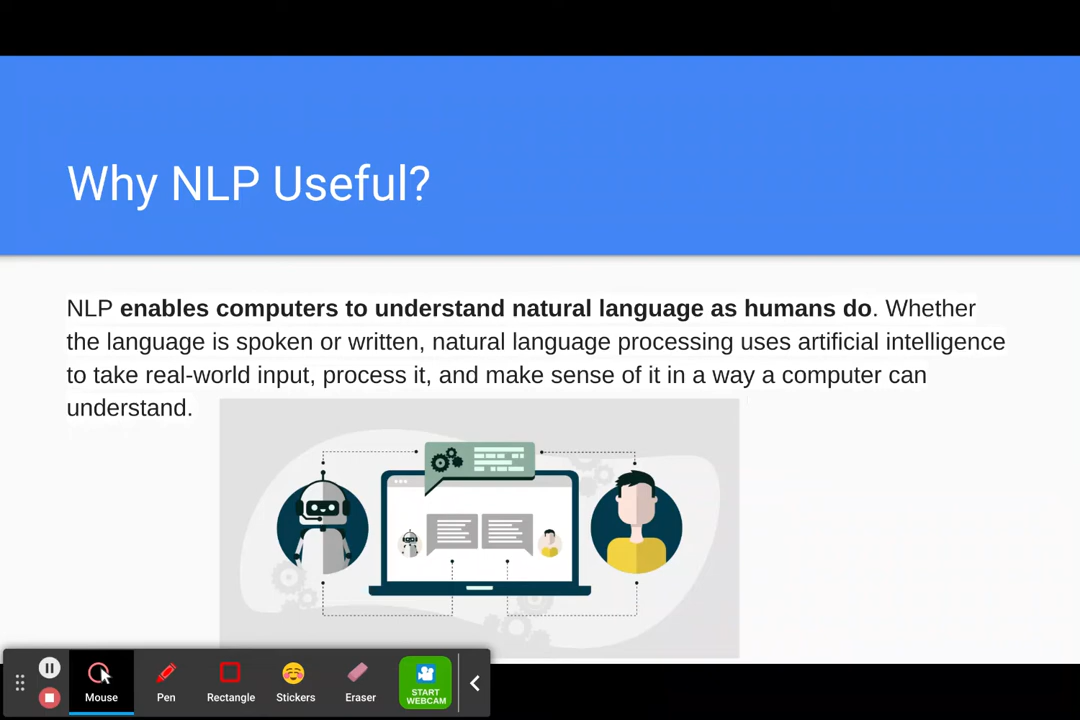 Why NLP Useful?
NLP enables computers to understand natural language as humans do. Whether
the language is spoken or written, natural language processing uses artificial intelligence
to take real-world input, process it, and make sense of it in a way a computer can
understand.
Mouse
Pen
Rectangle
Stickers
Eraser
START
WEBCAM